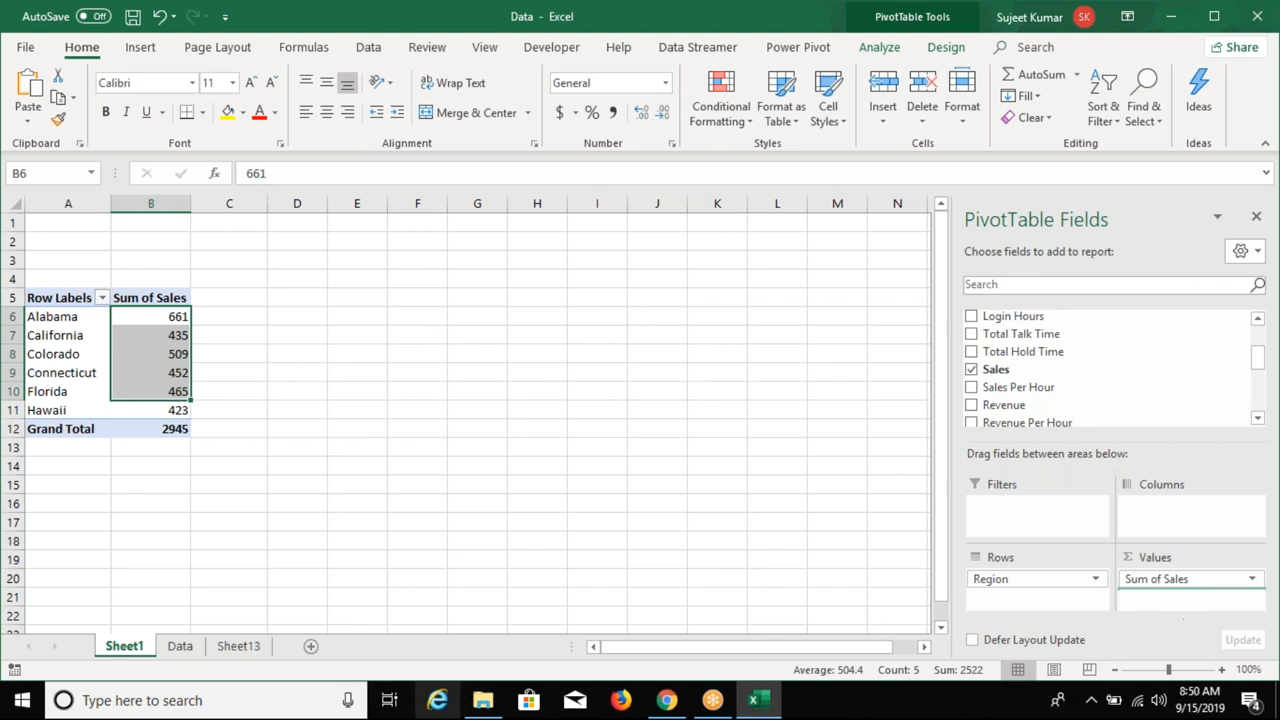 AutoSave Off
Data - Excel
PivotTable Tools
Sujeet Kumar SK
File Home Insert Page Layout Formulas Data Review View Developer Help Data Streamer Power Pivot Analyze Design Search Share
Paste
Calibri 11
B I U
Wrap Text
Merge & Center
General
$ % ,
Conditional Formatting
Format as Table
Cell Styles
Insert Delete Format
AutoSum
Fill
Clear
Sort & Filter
Find & Select
Ideas
Clipboard Font Alignment Number Styles Cells Editing Ideas
B6 fx 661
A B C D E F G H I J K L M N
1
2
3
4
5 Row Labels Sum of Sales
6 Alabama 661
7 California 435
8 Colorado 509
9 Connecticut 452
10 Florida 465
11 Hawaii 423
12 Grand Total 2945
13
14
15
16
17
18
19
20
21
22
PivotTable Fields
Choose fields to add to report:
Search
Login Hours
Total Talk Time
Total Hold Time
Sales
Sales Per Hour
Revenue
Revenue Per Hour
Drag fields between areas below:
Filters Columns
Rows Σ Values
Region Sum of Sales
Defer Layout Update Update
Sheet1 Data Sheet13
Average: 504.4 Count: 5 Sum: 2522 100%
Type here to search
8:50 AM
9/15/2019
4